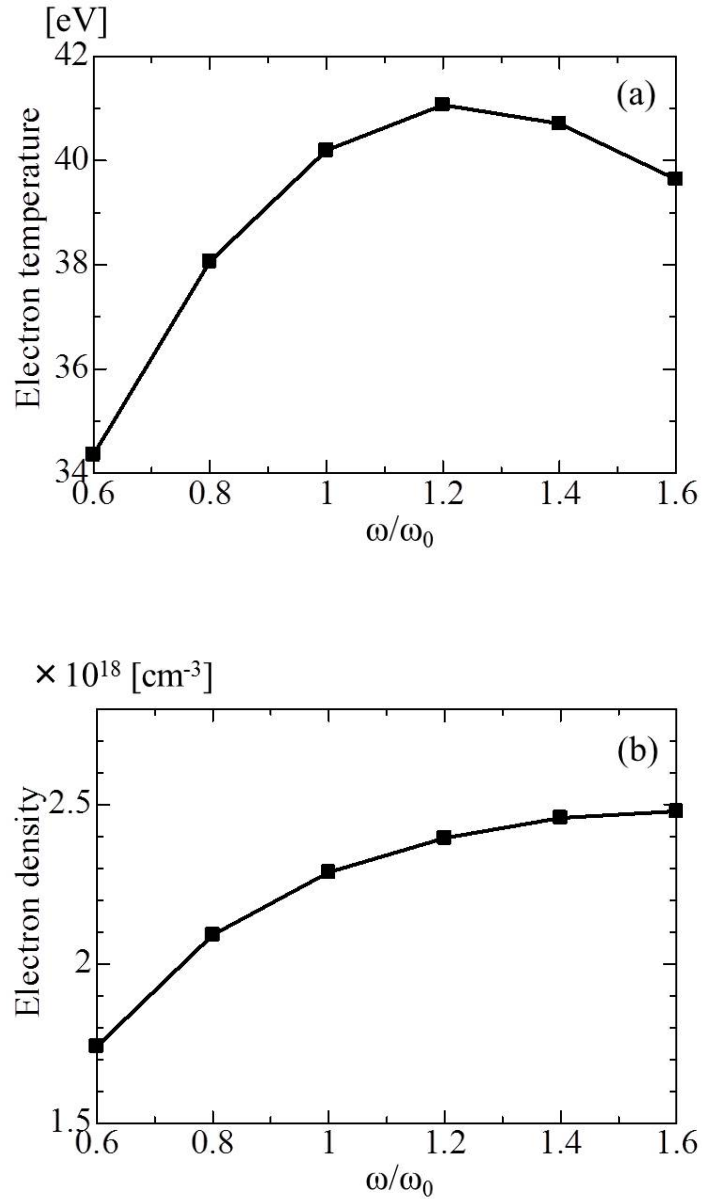 [eV]
42
(a)
40
38
36
34
Electron temperature
0.6 0.8 1 1.2 1.4 1.6
ω/ω₀
× 10¹⁸ [cm⁻³]
(b)
2.5
2
1.5
Electron density
0.6 0.8 1 1.2 1.4 1.6
ω/ω₀